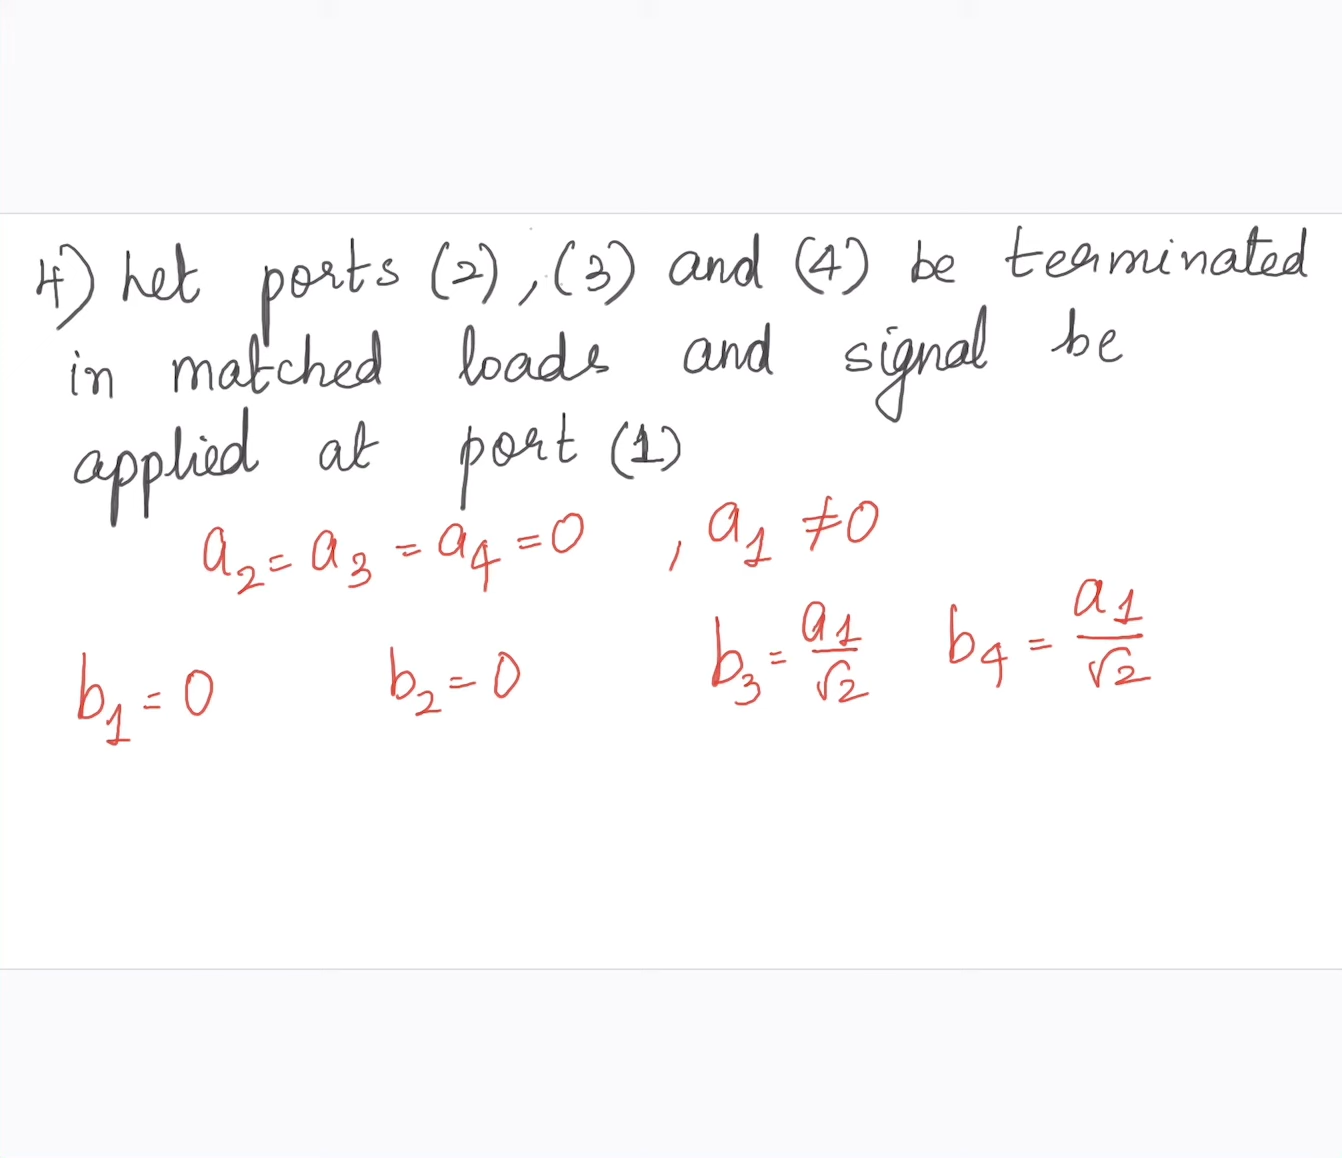 4) Let ports (2), (3) and (4) be terminated
in matched loads and signal be
applied at port (1)
a₂ = a₃ = a₄ = 0 , a₁ ≠ 0
b₁ = 0 b₂ = 0 b₃ = a₁/√2 b₄ = a₁/√2